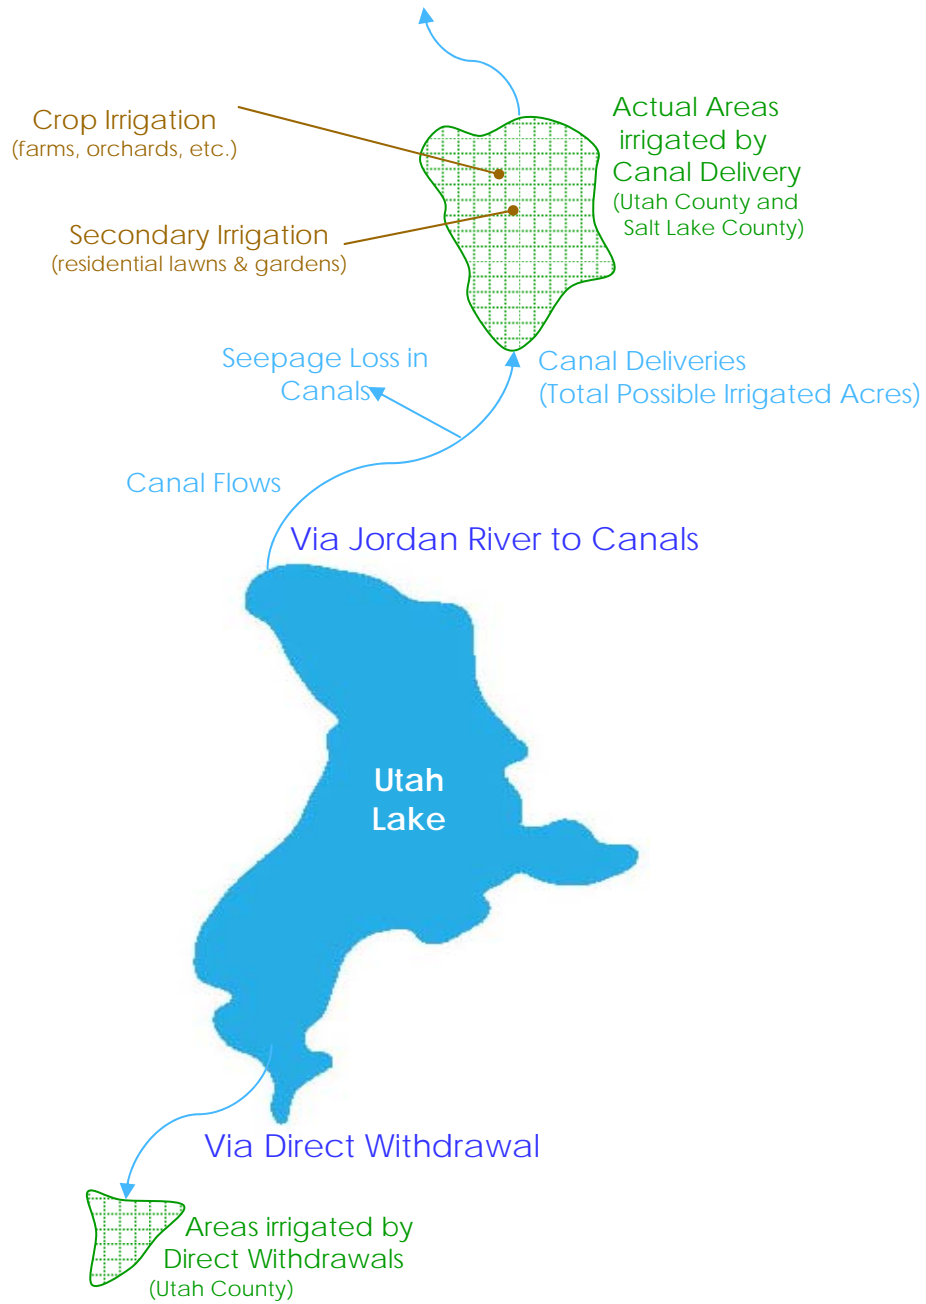 Crop Irrigation
(farms, orchards, etc.)
Actual Areas
irrigated by
Canal Delivery
(Utah County and
Salt Lake County)
Secondary Irrigation
(residential lawns & gardens)
Seepage Loss in
Canals
Canal Deliveries
(Total Possible Irrigated Acres)
Canal Flows
Via Jordan River to Canals
Utah
Lake
Via Direct Withdrawal
Areas irrigated by
Direct Withdrawals
(Utah County)